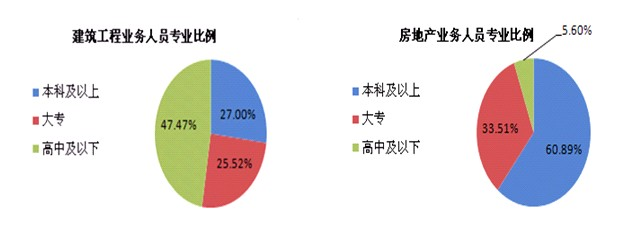 建筑工程业务人员专业比例
本科及以上
大专
高中及以下
27.00%
25.52%
47.47%
房地产业务人员专业比例
本科及以上
大专
高中及以下
5.60%
33.51%
60.89%